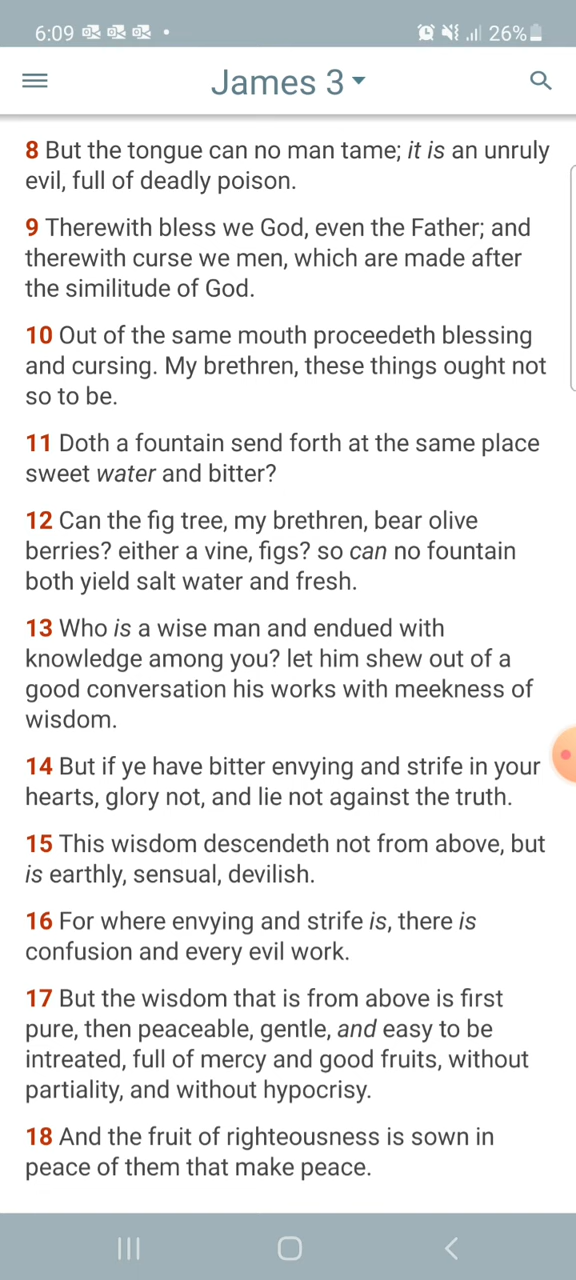 6:09 26%
James 3
8 But the tongue can no man tame; it is an unruly
evil, full of deadly poison.
9 Therewith bless we God, even the Father; and
therewith curse we men, which are made after
the similitude of God.
10 Out of the same mouth proceedeth blessing
and cursing. My brethren, these things ought not
so to be.
11 Doth a fountain send forth at the same place
sweet water and bitter?
12 Can the fig tree, my brethren, bear olive
berries? either a vine, figs? so can no fountain
both yield salt water and fresh.
13 Who is a wise man and endued with
knowledge among you? let him shew out of a
good conversation his works with meekness of
wisdom.
14 But if ye have bitter envying and strife in your
hearts, glory not, and lie not against the truth.
15 This wisdom descendeth not from above, but
is earthly, sensual, devilish.
16 For where envying and strife is, there is
confusion and every evil work.
17 But the wisdom that is from above is first
pure, then peaceable, gentle, and easy to be
intreated, full of mercy and good fruits, without
partiality, and without hypocrisy.
18 And the fruit of righteousness is sown in
peace of them that make peace.